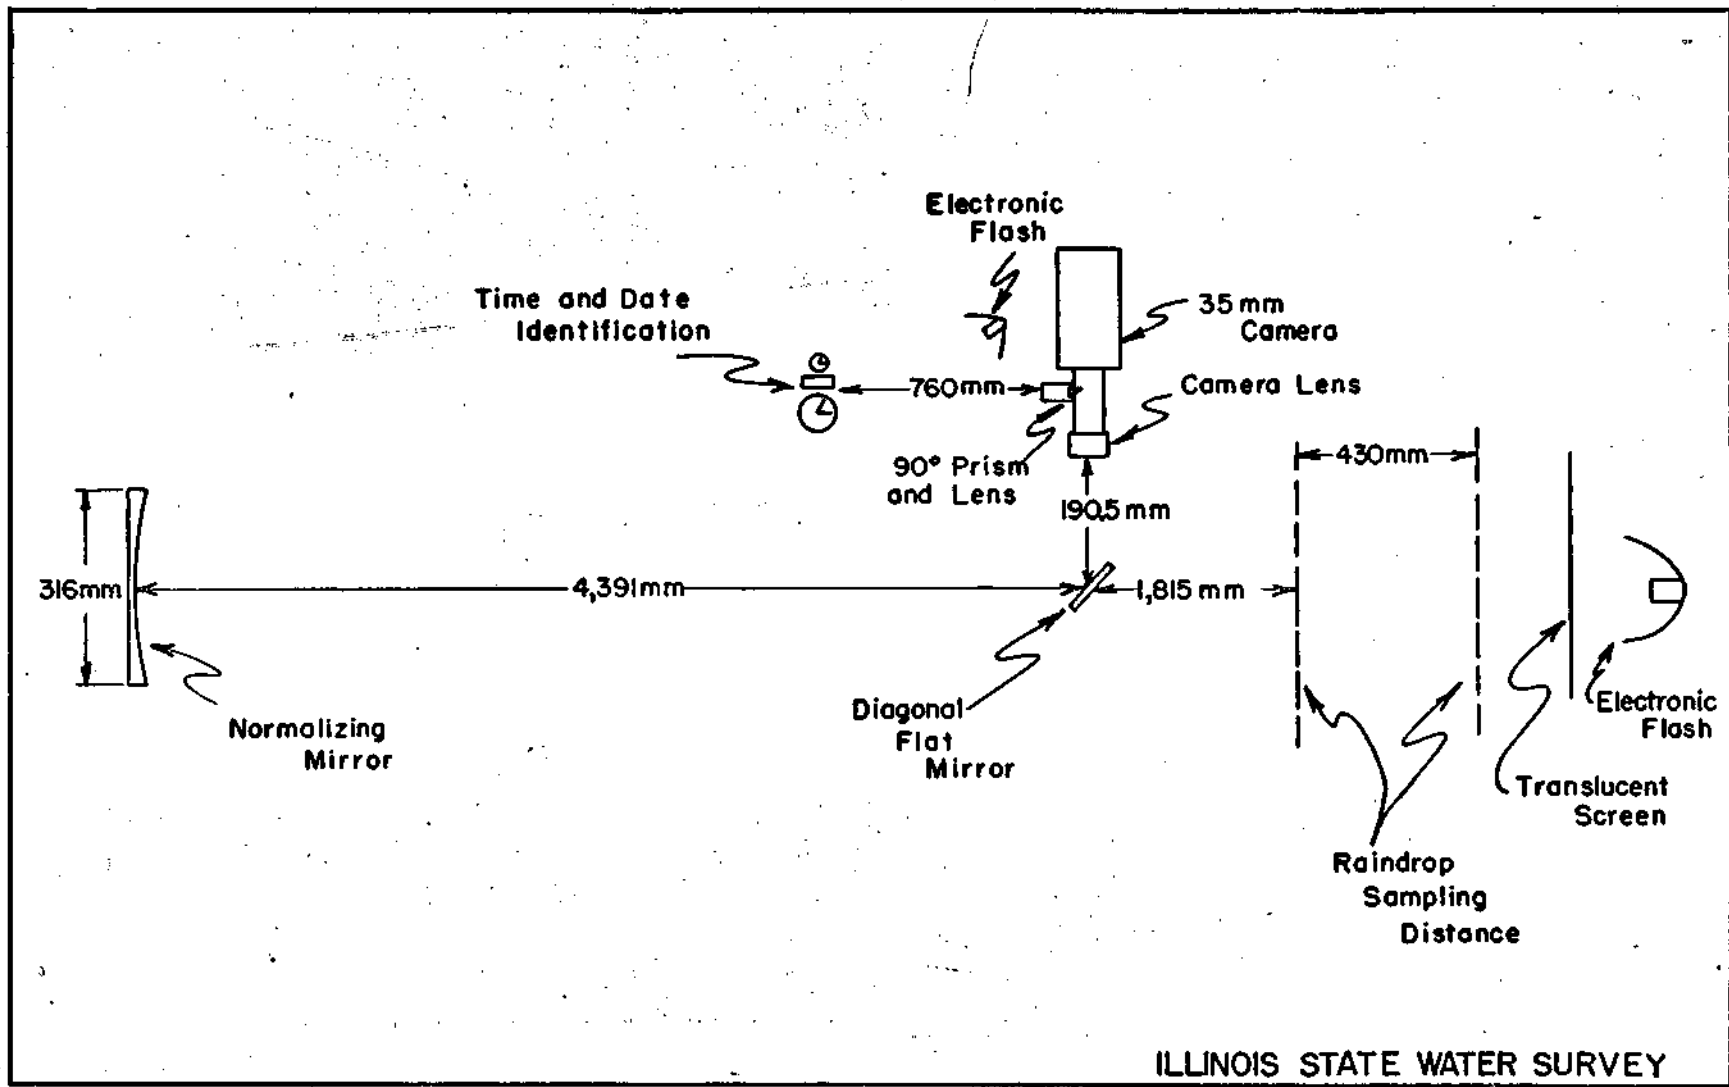 Electronic
Flash
Time and Date
Identification
35 mm
Camera
760mm
Camera Lens
90° Prism
and Lens
430mm
190.5 mm
316mm
4,391mm
1,815 mm
Normalizing
Mirror
Diagonal
Flat
Mirror
Electronic
Flash
Translucent
Screen
Raindrop
Sampling
Distance
ILLINOIS STATE WATER SURVEY